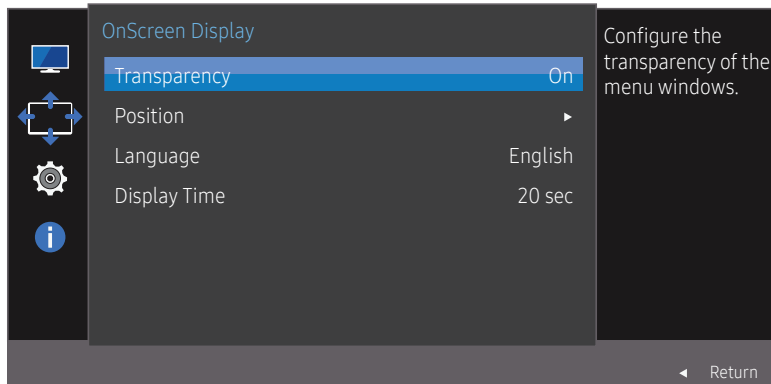 OnScreen Display
Transparency On
Position ▸
Language English
Display Time 20 sec
Configure the
transparency of the
menu windows.
◂ Return